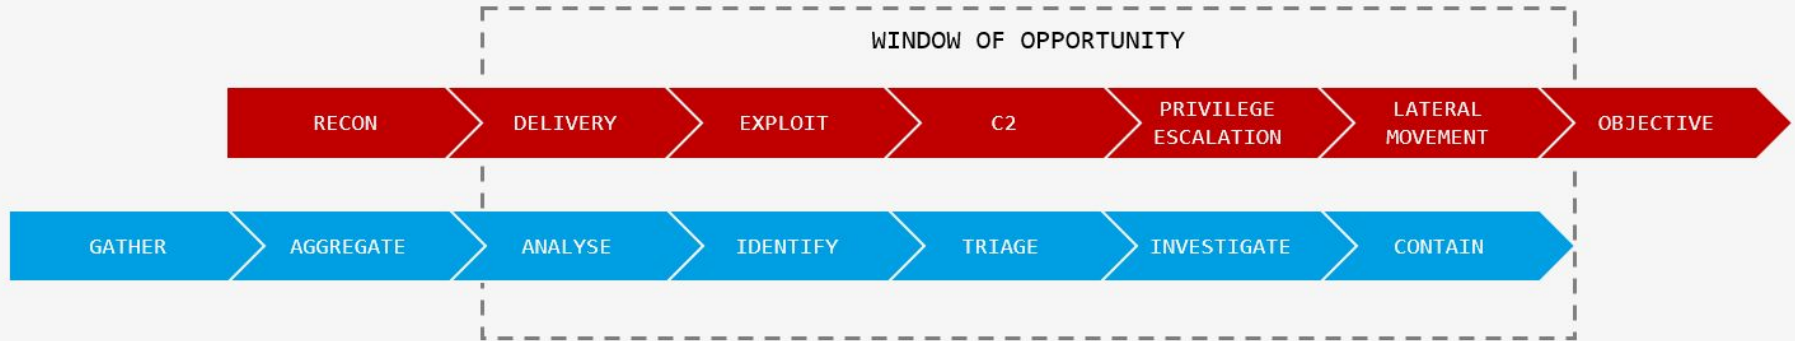 WINDOW OF OPPORTUNITY
RECON
DELIVERY
EXPLOIT
C2
PRIVILEGE
ESCALATION
LATERAL
MOVEMENT
OBJECTIVE
GATHER
AGGREGATE
ANALYSE
IDENTIFY
TRIAGE
INVESTIGATE
CONTAIN